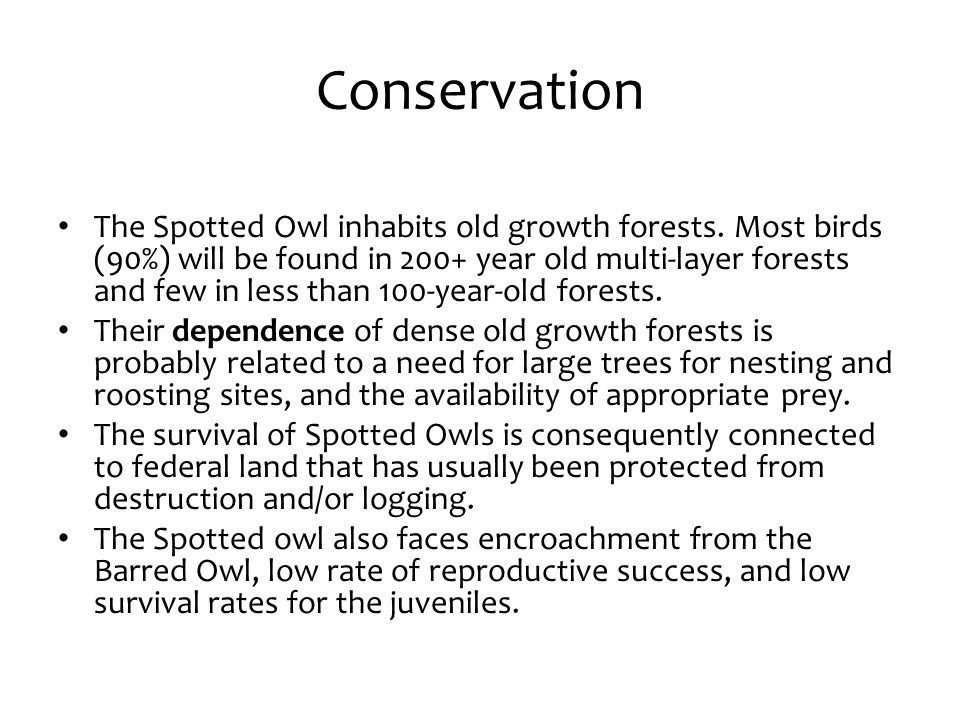 Conservation
• The Spotted Owl inhabits old growth forests. Most birds
(90%) will be found in 200+ year old multi-layer forests
and few in less than 100-year-old forests.
• Their dependence of dense old growth forests is
probably related to a need for large trees for nesting and
roosting sites, and the availability of appropriate prey.
• The survival of Spotted Owls is consequently connected
to federal land that has usually been protected from
destruction and/or logging.
• The Spotted owl also faces encroachment from the
Barred Owl, low rate of reproductive success, and low
survival rates for the juveniles.